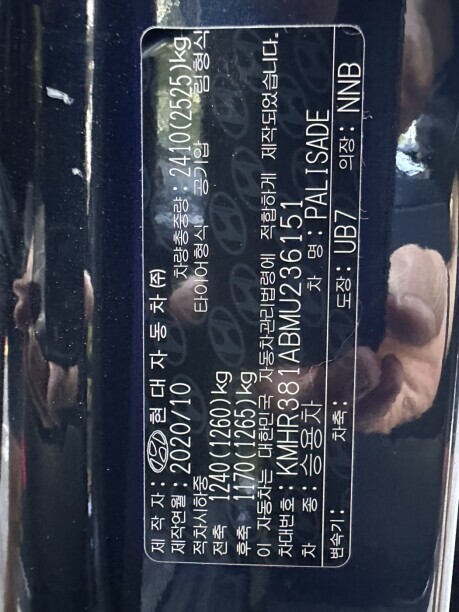 제 작 자 : 현 대 자 동 차 ㈜
제작연월 : 2020/10 차량총중량 : 2410(2525)kg
적차시하중 타이어형식 공기압 림형식
전축 1240(1260)kg
후축 1170(1265)kg
이 자동차는 대한민국 자동차관리법령에 적합하게 제작되었습니다.
차대번호 : KMHR381ABMU236151
차 종 : 승용차 차 명 : PALISADE
변속기 : 차축 : 도장 : UB7 의장 : NNB